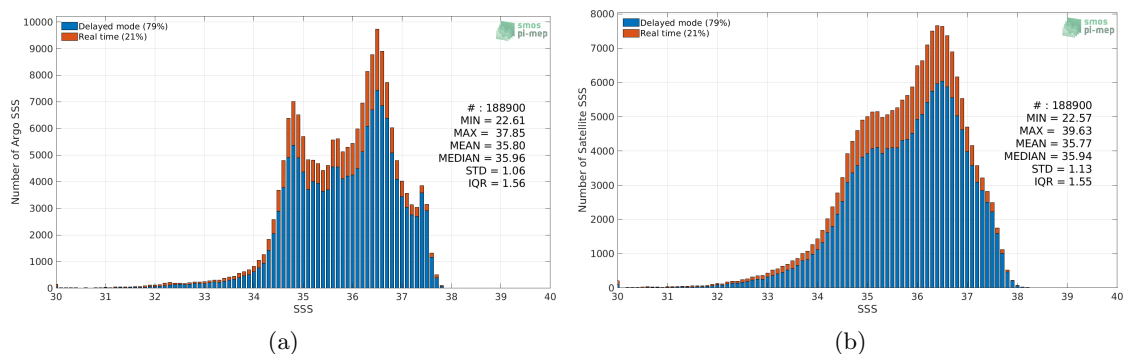 Delayed mode (79%)
Real time (21%)
smos
pi-mep
10000
9000
8000
7000
6000
5000
4000
3000
2000
1000
0
Number of Argo SSS
# : 188900
MIN = 22.61
MAX = 37.85
MEAN = 35.80
MEDIAN = 35.96
STD = 1.06
IQR = 1.56
30 31 32 33 34 35 36 37 38 39 40
SSS
(a)
Delayed mode (79%)
Real time (21%)
smos
pi-mep
8000
7000
6000
5000
4000
3000
2000
1000
0
Number of Satellite SSS
# : 188900
MIN = 22.57
MAX = 39.63
MEAN = 35.77
MEDIAN = 35.94
STD = 1.13
IQR = 1.55
30 31 32 33 34 35 36 37 38 39 40
SSS
(b)